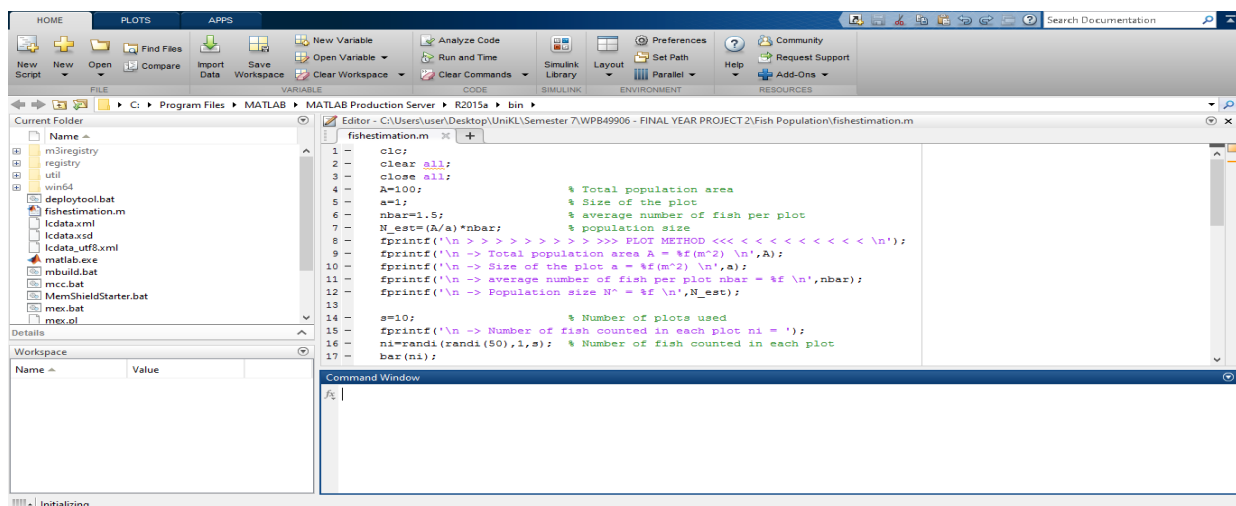 HOME PLOTS APPS Search Documentation
New Script New Open Find Files Compare Import Data Save Workspace New Variable Open Variable Clear Workspace Analyze Code Run and Time Clear Commands Simulink Library Layout Preferences Set Path Parallel Help Community Request Support Add-Ons
FILE VARIABLE CODE SIMULINK ENVIRONMENT RESOURCES
C: Program Files MATLAB MATLAB Production Server R2015a bin
Current Folder
Name
m3iregistry
registry
util
win64
deploytool.bat
fishestimation.m
lcdata.xml
lcdata.xsd
lcdata_utf8.xml
matlab.exe
mbuild.bat
mcc.bat
MemShieldStarter.bat
mex.bat
mex.pl
Details
Workspace
Name Value
Editor - C:\Users\user\Desktop\UniKL\Semester 7\WPB49906 - FINAL YEAR PROJECT 2\Fish Population\fishestimation.m
fishestimation.m
1 - clc;
2 - clear all;
3 - close all;
4 - A=100; % Total population area
5 - a=1; % Size of the plot
6 - nbar=1.5; % average number of fish per plot
7 - N_est=(A/a)*nbar; % population size
8 - fprintf('\n > > > > > > > > > >>> PLOT METHOD <<< < < < < < < < < < \n');
9 - fprintf('\n -> Total population area A = %f(m^2) \n',A);
10 - fprintf('\n -> Size of the plot a = %f(m^2) \n',a);
11 - fprintf('\n -> average number of fish per plot nbar = %f \n',nbar);
12 - fprintf('\n -> Population size N^ = %f \n',N_est);
13
14 - s=10; % Number of plots used
15 - fprintf('\n -> Number of fish counted in each plot ni = ');
16 - ni=randi(randi(50),1,s); % Number of fish counted in each plot
17 - bar(ni);
Command Window
fx
Initializing